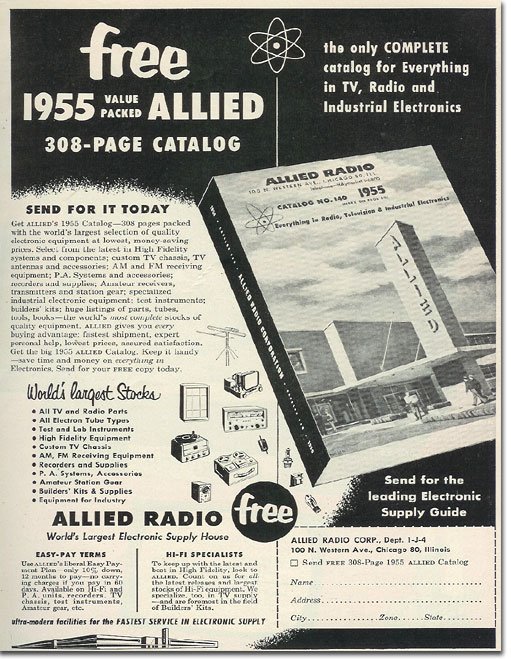 free
1955 VALUE PACKED ALLIED
308-PAGE CATALOG
the only COMPLETE
catalog for Everything
in TV, Radio and
Industrial Electronics
ALLIED RADIO
100 N. WESTERN AVE., CHICAGO 80, ILL.
CATALOG NO. 140 1955
Everything in Radio, Television & Industrial Electronics
ALLIED RADIO CORPORATION
ALLIED
SEND FOR IT TODAY
Get ALLIED'S 1955 Catalog—308 pages packed
with the world's largest selection of quality
electronic equipment at lowest, money-saving
prices. Select from the latest in High Fidelity
systems and components; custom TV chassis, TV
antennas and accessories; AM and FM receiving
equipment; P.A. Systems and accessories;
recorders and supplies; Amateur receivers,
transmitters and station gear; specialized
industrial electronic equipment; test instruments;
builders' kits; huge listings of parts, tubes,
tools, books—the world's most complete stocks of
quality equipment. ALLIED gives you every
buying advantage: fastest shipment, expert
personal help, lowest prices, assured satisfaction.
Get the big 1955 ALLIED Catalog. Keep it handy
—save time and money on everything in
Electronics. Send for your FREE copy today.
World's largest Stocks
• All TV and Radio Parts
• All Electron Tube Types
• Test and Lab Instruments
• High Fidelity Equipment
• Custom TV Chassis
• AM, FM Receiving Equipment
• Recorders and Supplies
• P. A. Systems, Accessories
• Amateur Station Gear
• Builders' Kits & Supplies
• Equipment for Industry
Send for the
leading Electronic
Supply Guide
ALLIED RADIO
World's Largest Electronic Supply House
free
EASY-PAY TERMS
Use ALLIED'S liberal Easy Pay-
ment Plan—only 10% down,
12 months to pay—no carry-
ing charges if you pay in 60
days. Available on Hi-Fi and
P. A. units, recorders, TV
chassis, test instruments,
Amateur gear, etc.
HI-FI SPECIALISTS
To keep up with the latest and
best in High Fidelity, look to
ALLIED. Count on us for all
the latest releases and largest
stocks of Hi-Fi equipment. We
specialize, too, in TV supply
—and are foremost in the field
of Builders' Kits.
ultra-modern facilities for the FASTEST SERVICE IN ELECTRONIC SUPPLY
ALLIED RADIO CORP., Dept. 1-J-4
100 N. Western Ave., Chicago 80, Illinois
Send FREE 308-Page 1955 ALLIED Catalog
Name
Address
City Zone State